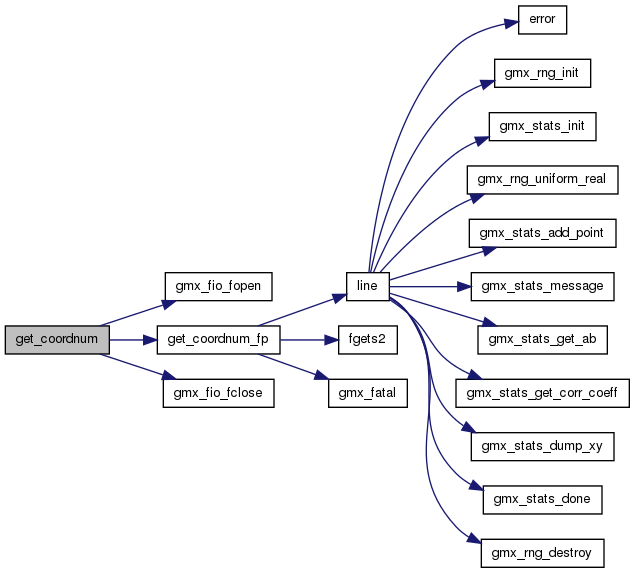 error
gmx_rng_init
gmx_stats_init
gmx_rng_uniform_real
gmx_stats_add_point
gmx_fio_fopen
line
gmx_stats_message
get_coordnum
get_coordnum_fp
fgets2
gmx_stats_get_ab
gmx_fio_fclose
gmx_fatal
gmx_stats_get_corr_coeff
gmx_stats_dump_xy
gmx_stats_done
gmx_rng_destroy